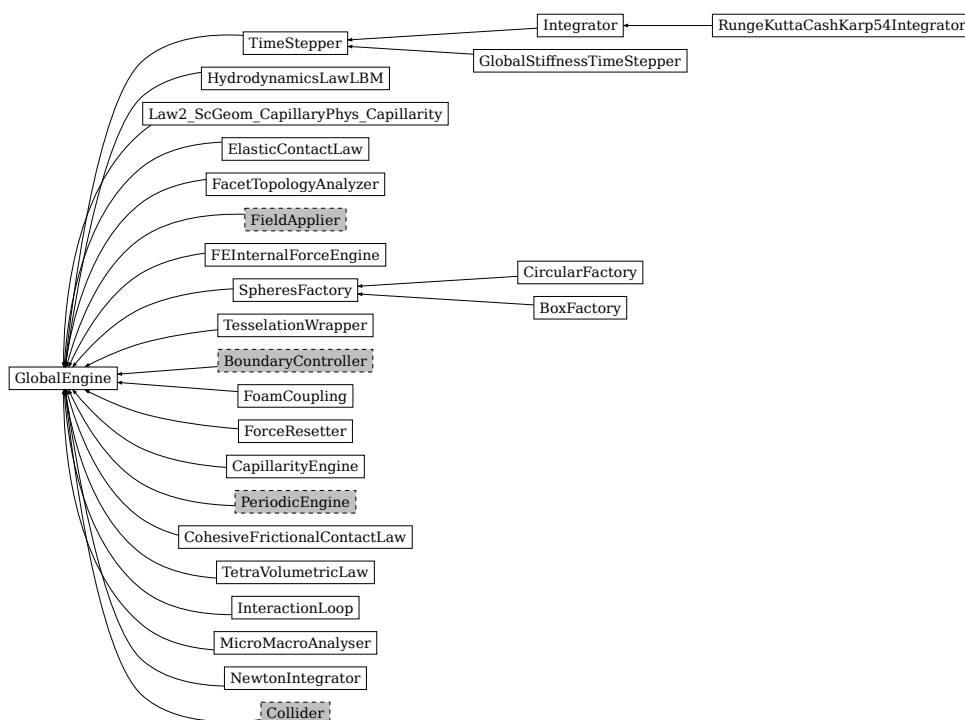 Integrator
RungeKuttaCashKarp54Integrator
TimeStepper
GlobalStiffnessTimeStepper
HydrodynamicsLawLBM
Law2_ScGeom_CapillaryPhys_Capillarity
ElasticContactLaw
FacetTopologyAnalyzer
FieldApplier
FEInternalForceEngine
CircularFactory
SpheresFactory
BoxFactory
TesselationWrapper
BoundaryController
GlobalEngine
FoamCoupling
ForceResetter
CapillarityEngine
PeriodicEngine
CohesiveFrictionalContactLaw
TetraVolumetricLaw
InteractionLoop
MicroMacroAnalyser
NewtonIntegrator
Collider